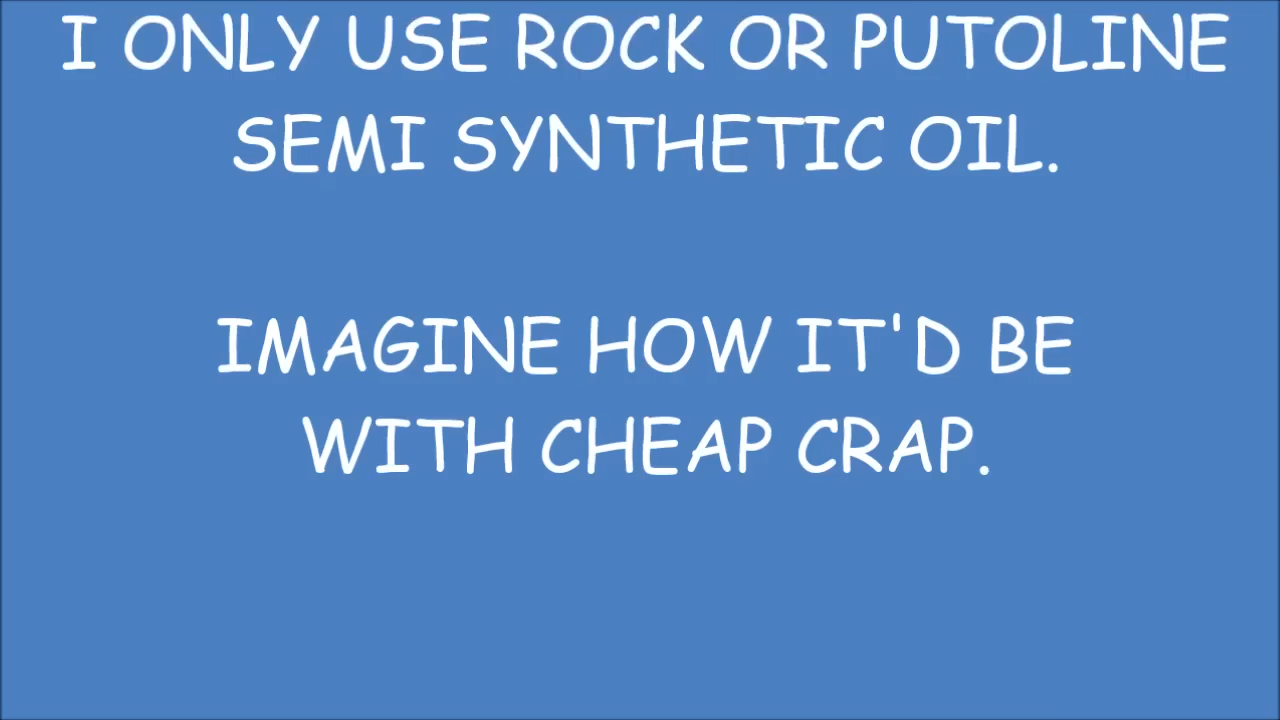 I ONLY USE ROCK OR PUTOLINE
SEMI SYNTHETIC OIL.
IMAGINE HOW IT'D BE
WITH CHEAP CRAP.